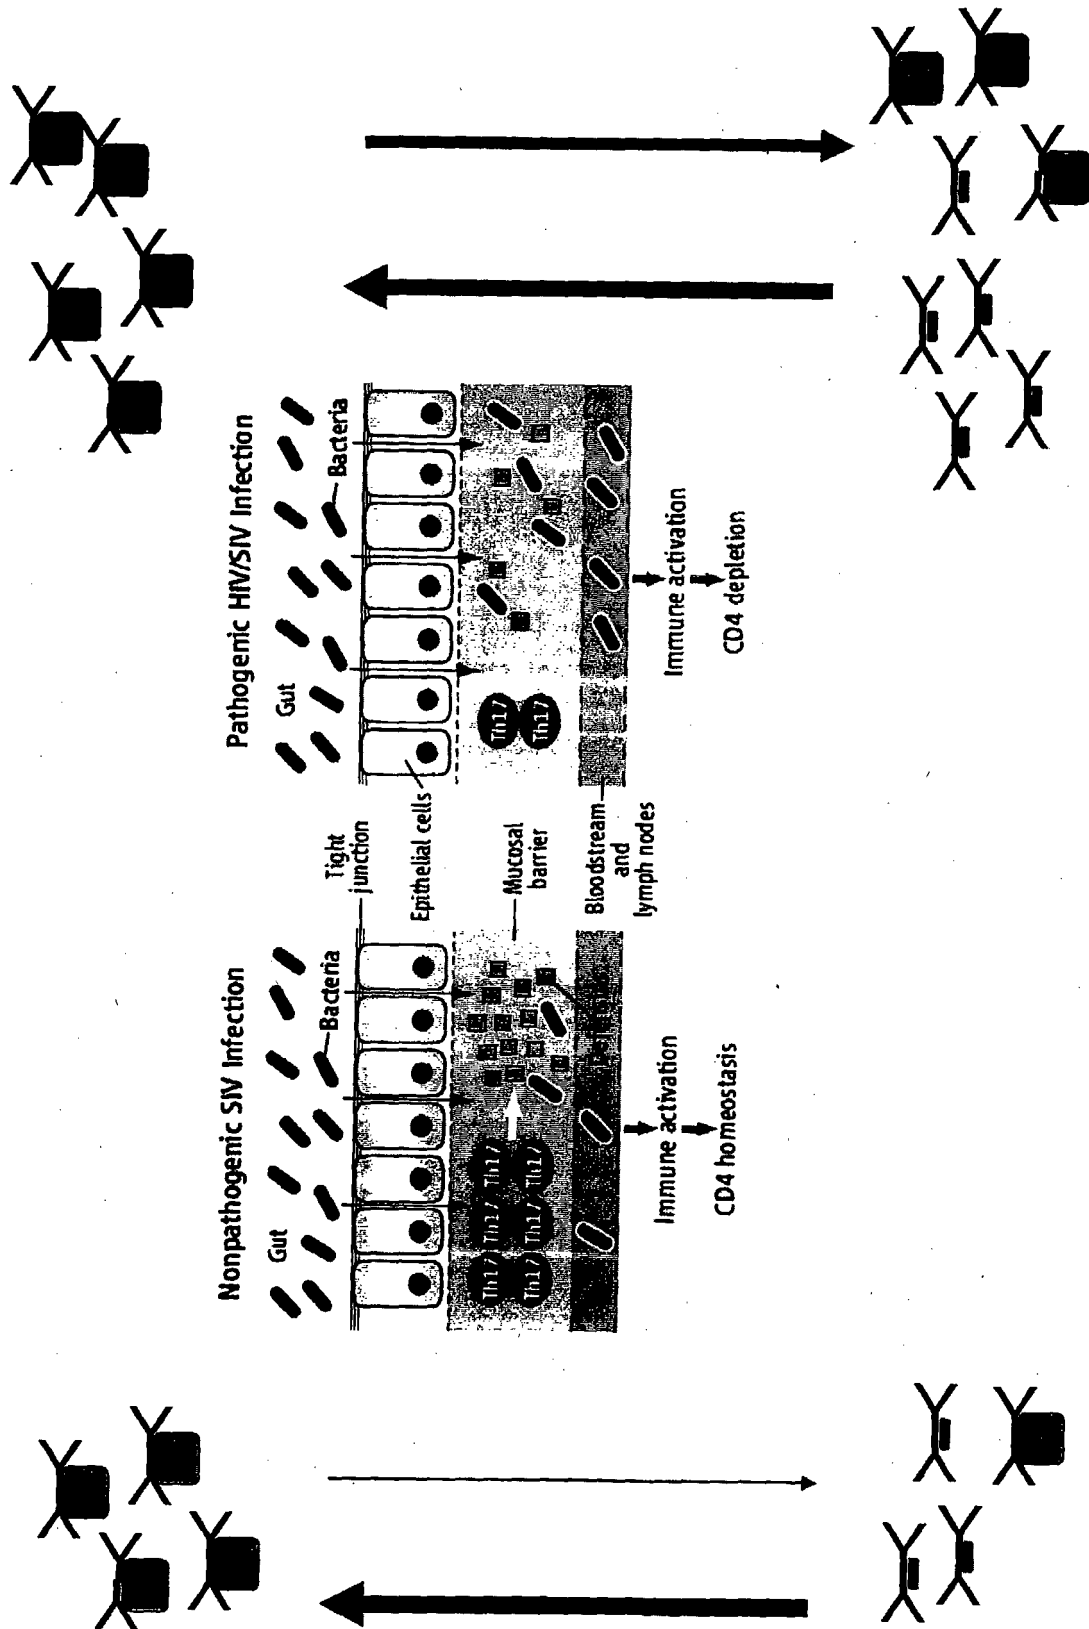 Nonpathogenic SIV Infection
Gut
Bacteria
Th17
Th17
Th17
Th17
Th17
Th17
Immune activation
CD4 homeostasis
Tight
junction
Epithelial cells
Mucosal
barrier
Bloodstream
and
lymph nodes
Pathogenic HIV/SIV Infection
Gut
Bacteria
Th17
Th17
Immune activation
CD4 depletion